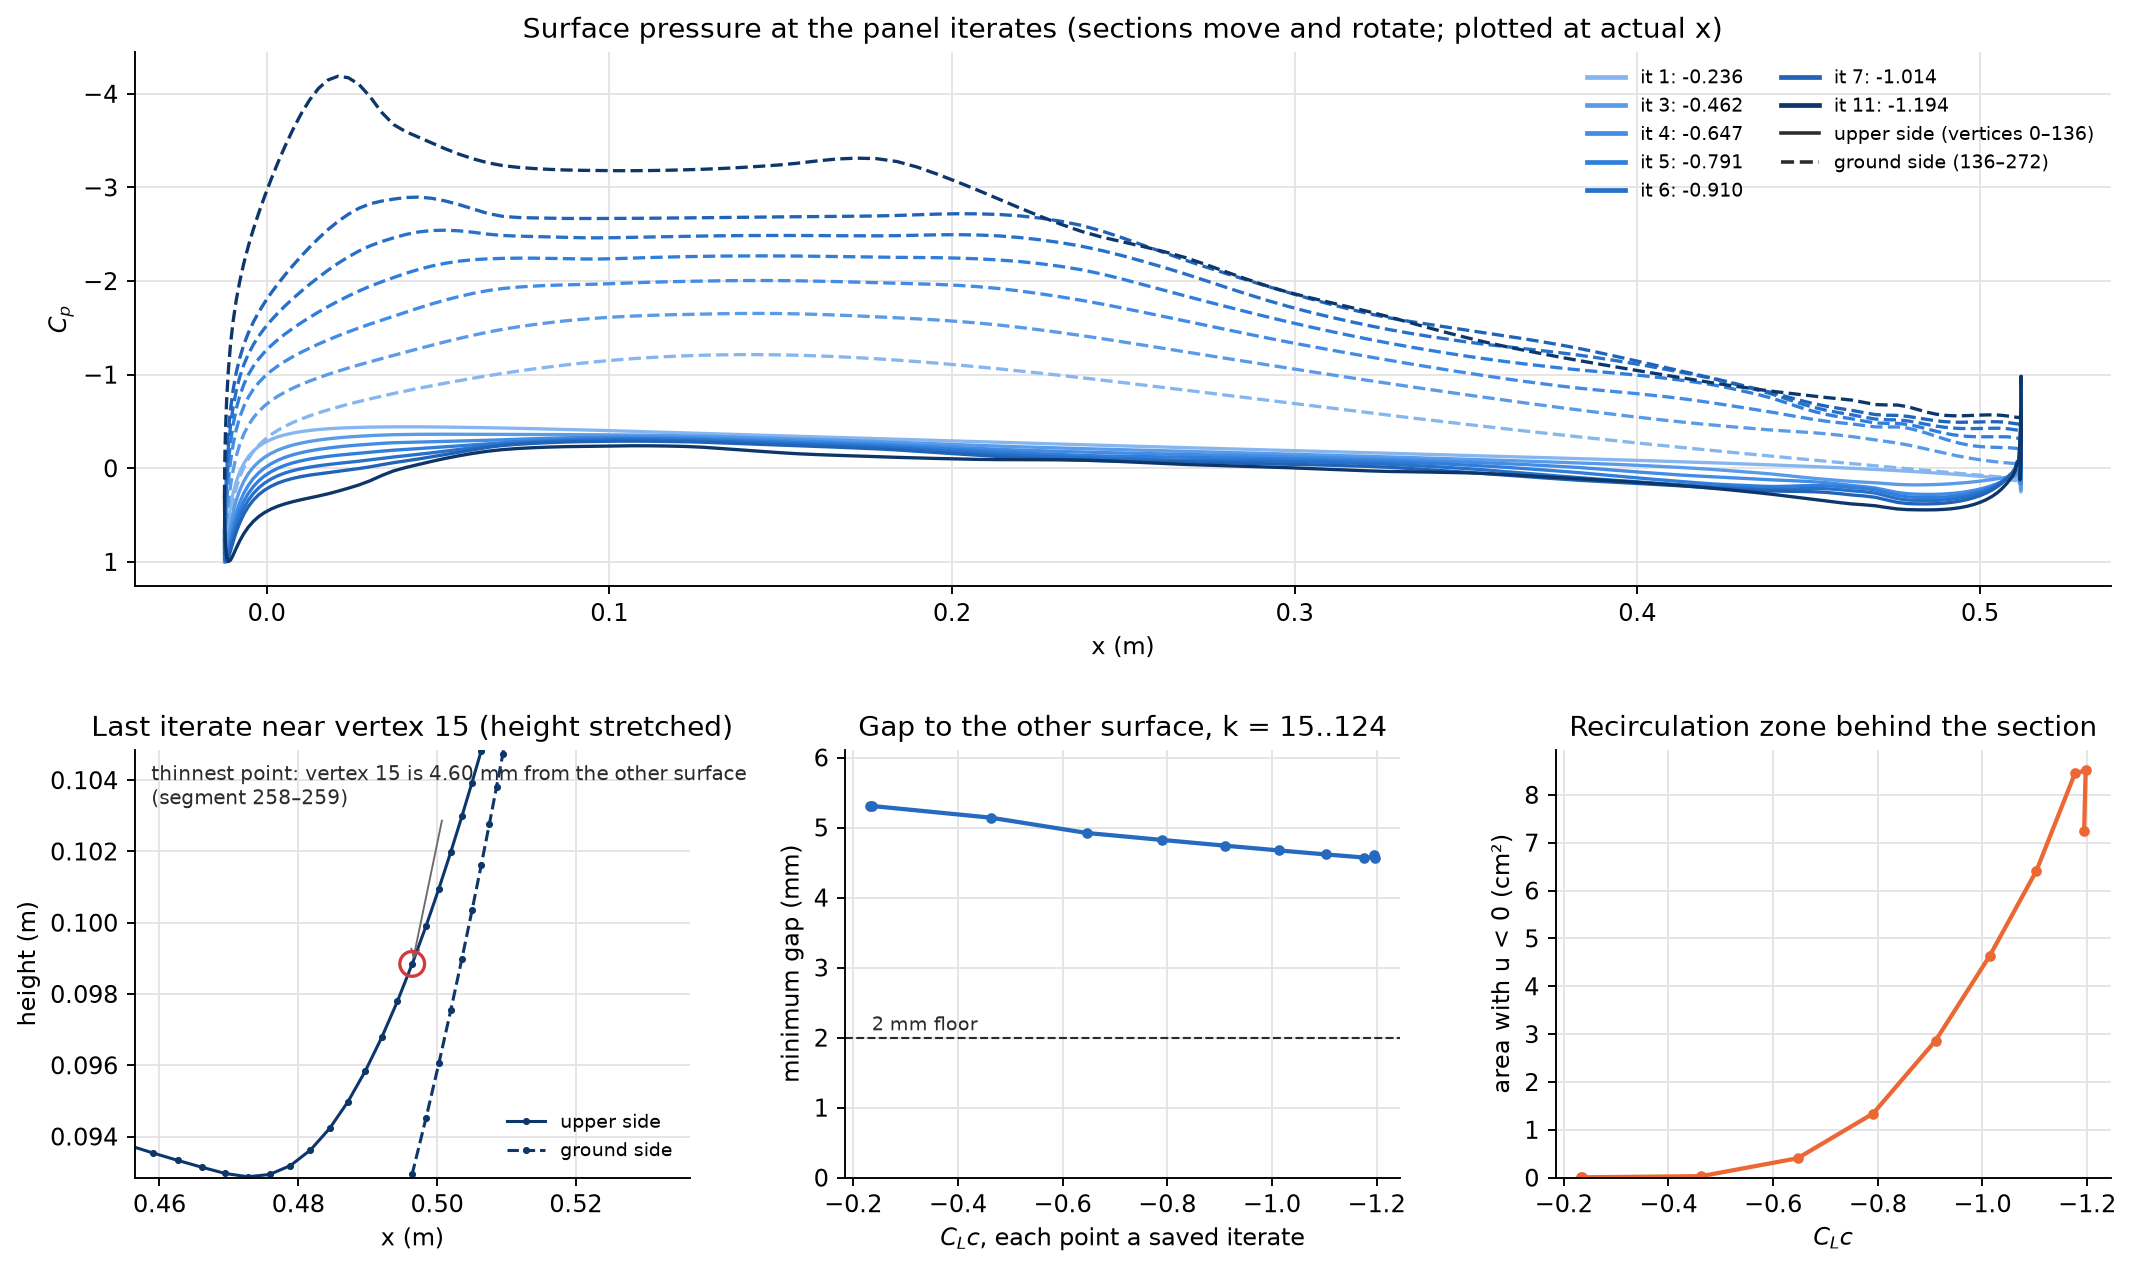 Surface pressure at the panel iterates (sections move and rotate; plotted at actual x)
−4
−3
−2
−1
0
1
C_p
it 1: -0.236
it 3: -0.462
it 4: -0.647
it 5: -0.791
it 6: -0.910
it 7: -1.014
it 11: -1.194
upper side (vertices 0–136)
ground side (136–272)
0.0
0.1
0.2
0.3
0.4
0.5
x (m)
Last iterate near vertex 15 (height stretched)
thinnest point: vertex 15 is 4.60 mm from the other surface
(segment 258–259)
0.104
0.102
0.100
0.098
0.096
0.094
height (m)
upper side
ground side
0.46
0.48
0.50
0.52
x (m)
Gap to the other surface, k = 15..124
6
5
4
3
2
1
0
minimum gap (mm)
2 mm floor
−0.2
−0.4
−0.6
−0.8
−1.0
−1.2
C_Lc, each point a saved iterate
Recirculation zone behind the section
8
7
6
5
4
3
2
1
0
area with u < 0 (cm²)
−0.2
−0.4
−0.6
−0.8
−1.0
−1.2
C_Lc